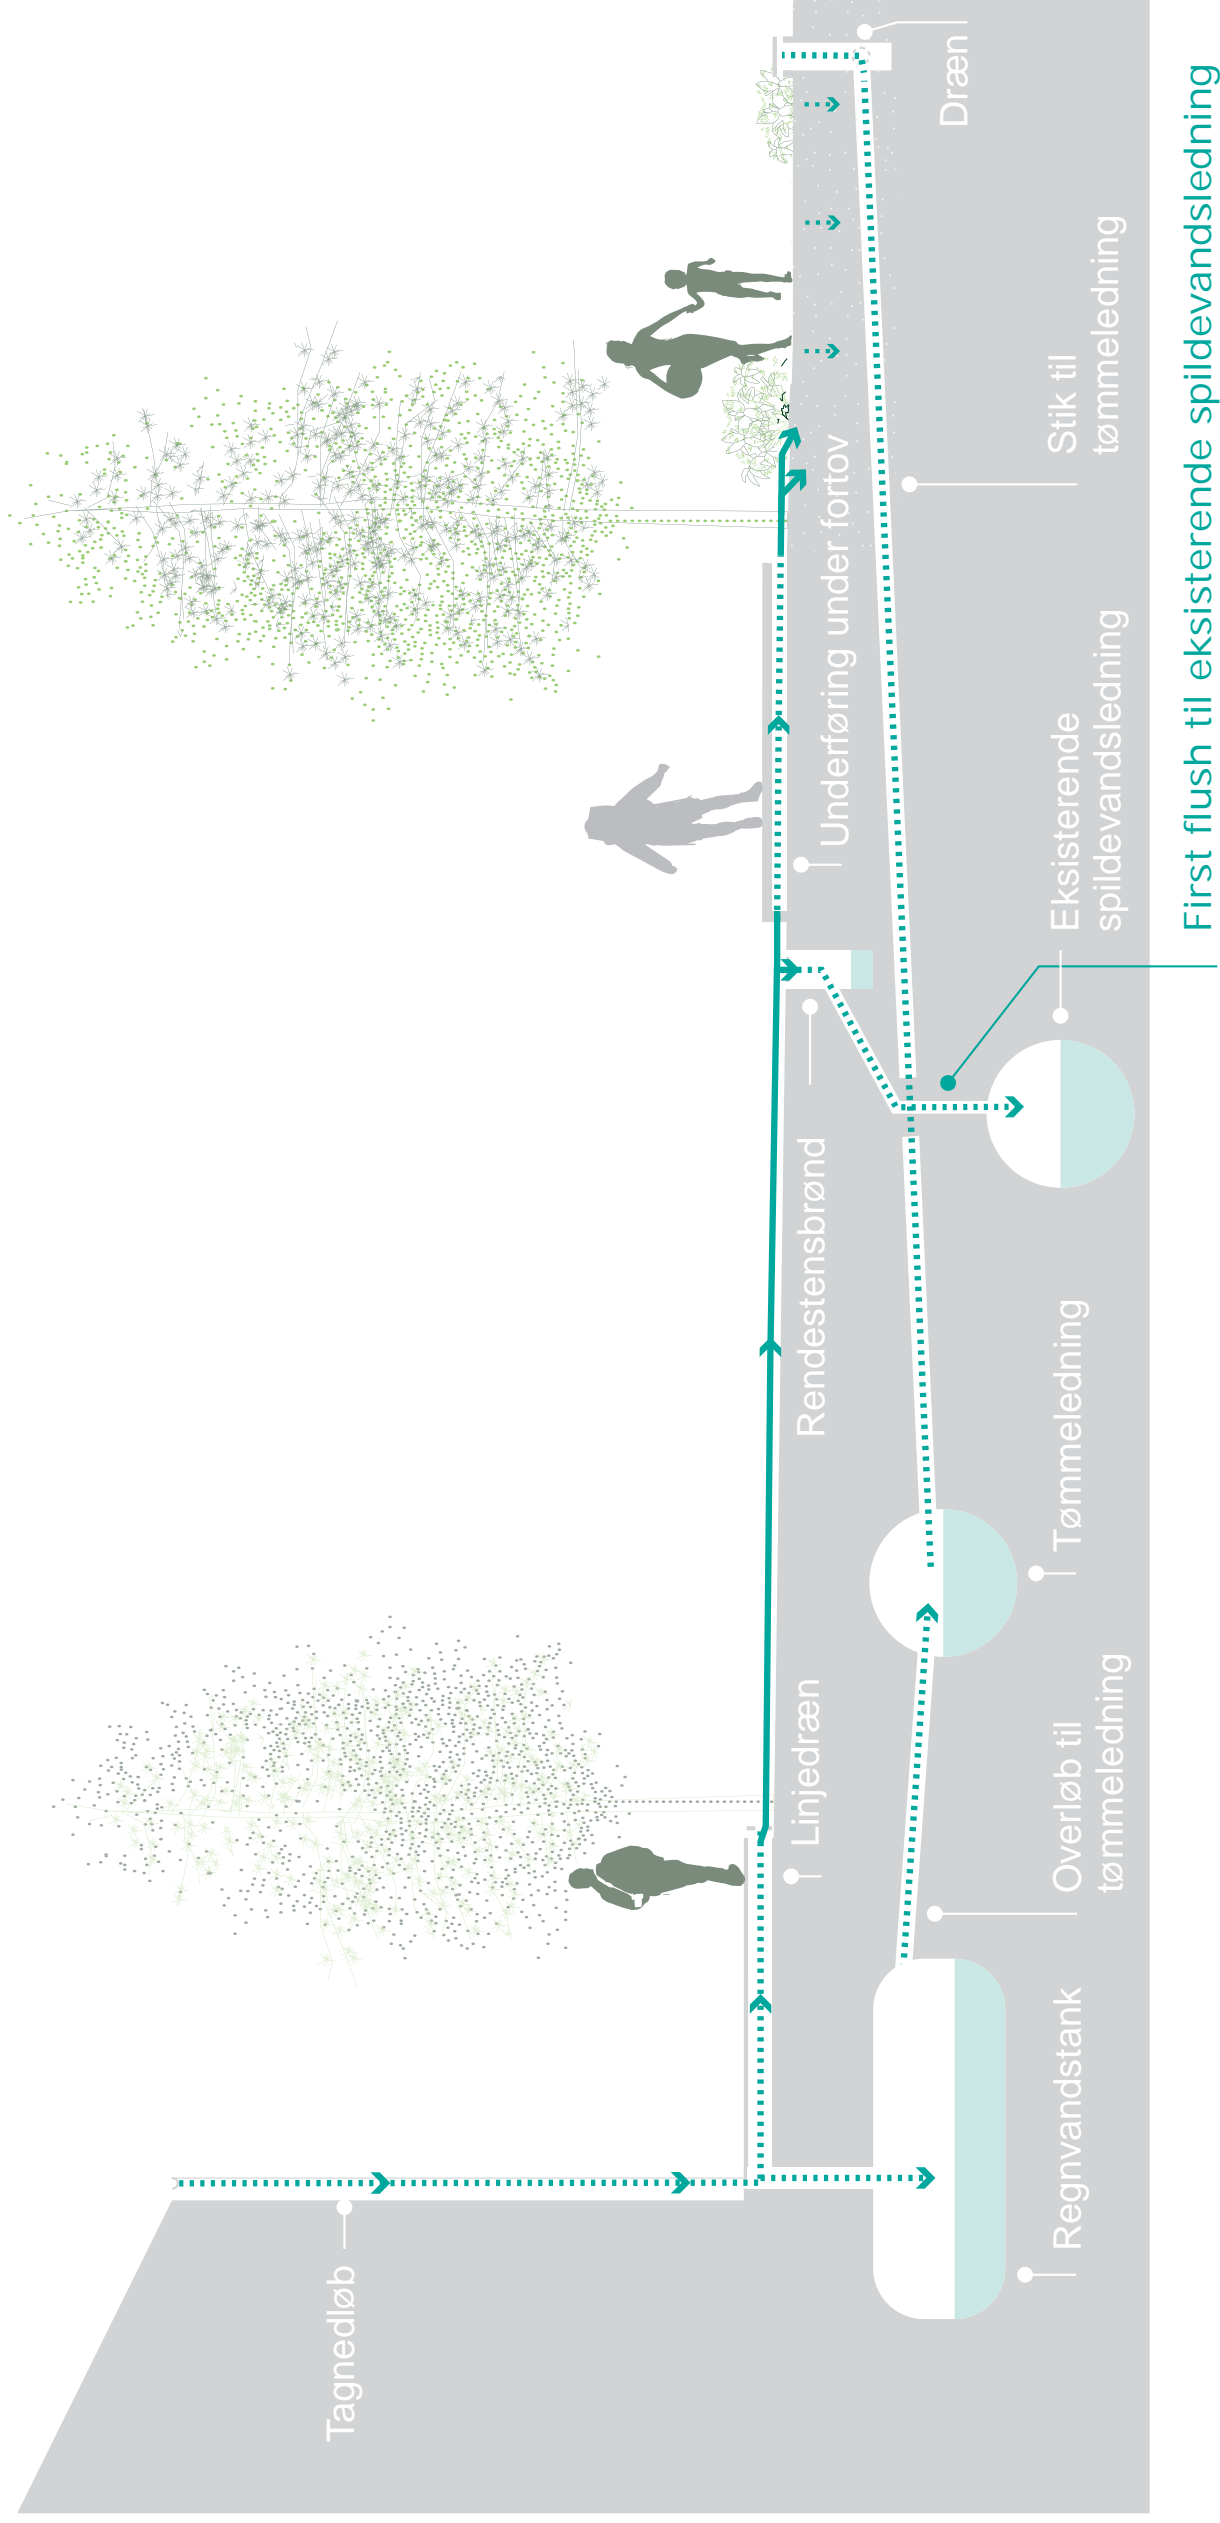 Tagnedløb
Regnvandstank
Overløb til
tømmeledning
Linjedræn
Tømmeledning
Rendestensbrønd
Eksisterende
spildevandsledning
Underføring under fortov
Stik til
tømmeledning
Dræn
First flush til eksisterende spildevandsledning